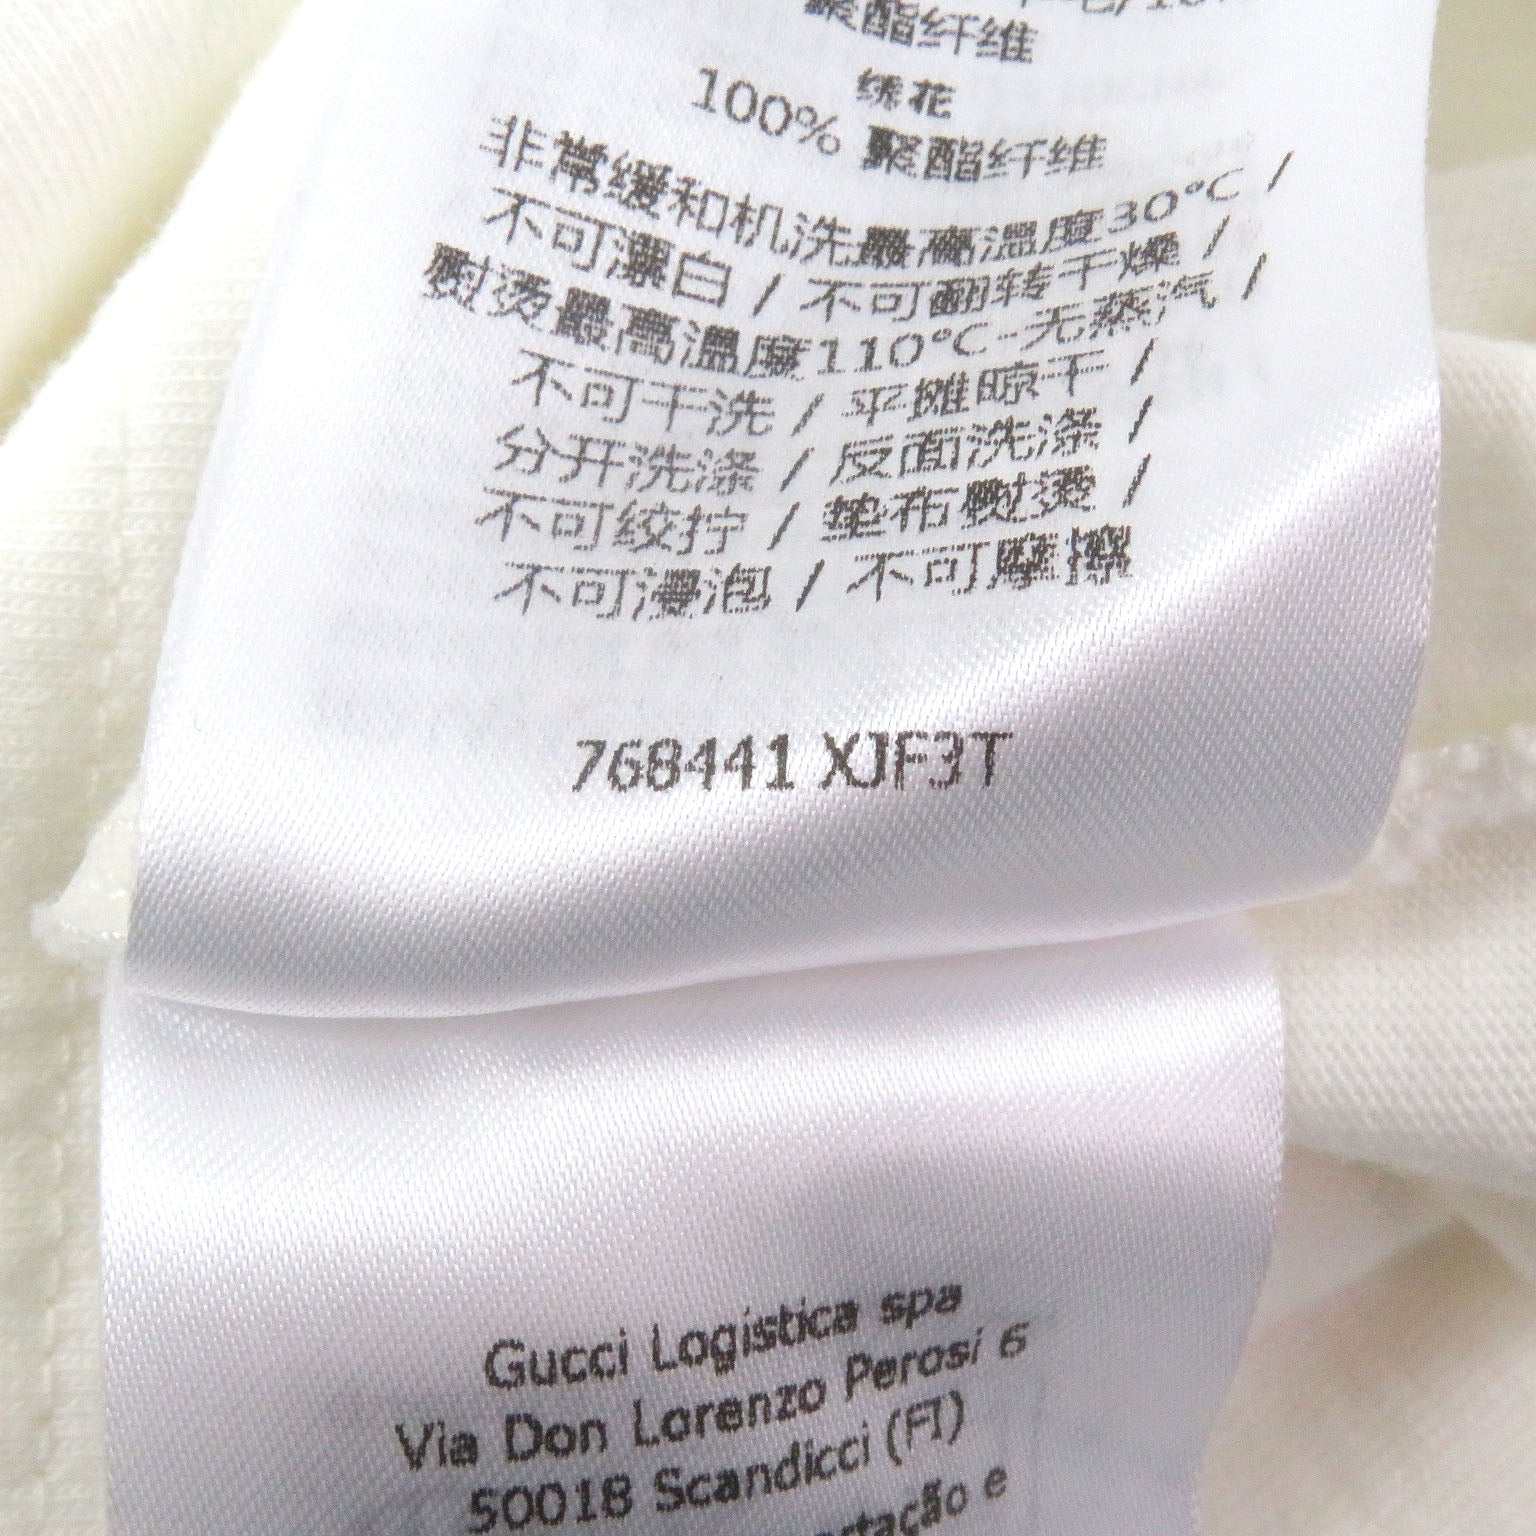 聚酯纤维
绣花
100% 聚酯纤维
非常缓和机洗最高温度30°C /
不可漂白 / 不可翻转干燥 /
熨烫最高温度110°C-无蒸汽 /
不可干洗 / 平摊晾干 /
分开洗涤 / 反面洗涤 /
不可绞拧 / 垫布熨烫 /
不可浸泡 / 不可摩擦
768441 XJF3T
Gucci Logistica spa
Via Don Lorenzo Perosi 6
50018 Scandicci (FI)
e